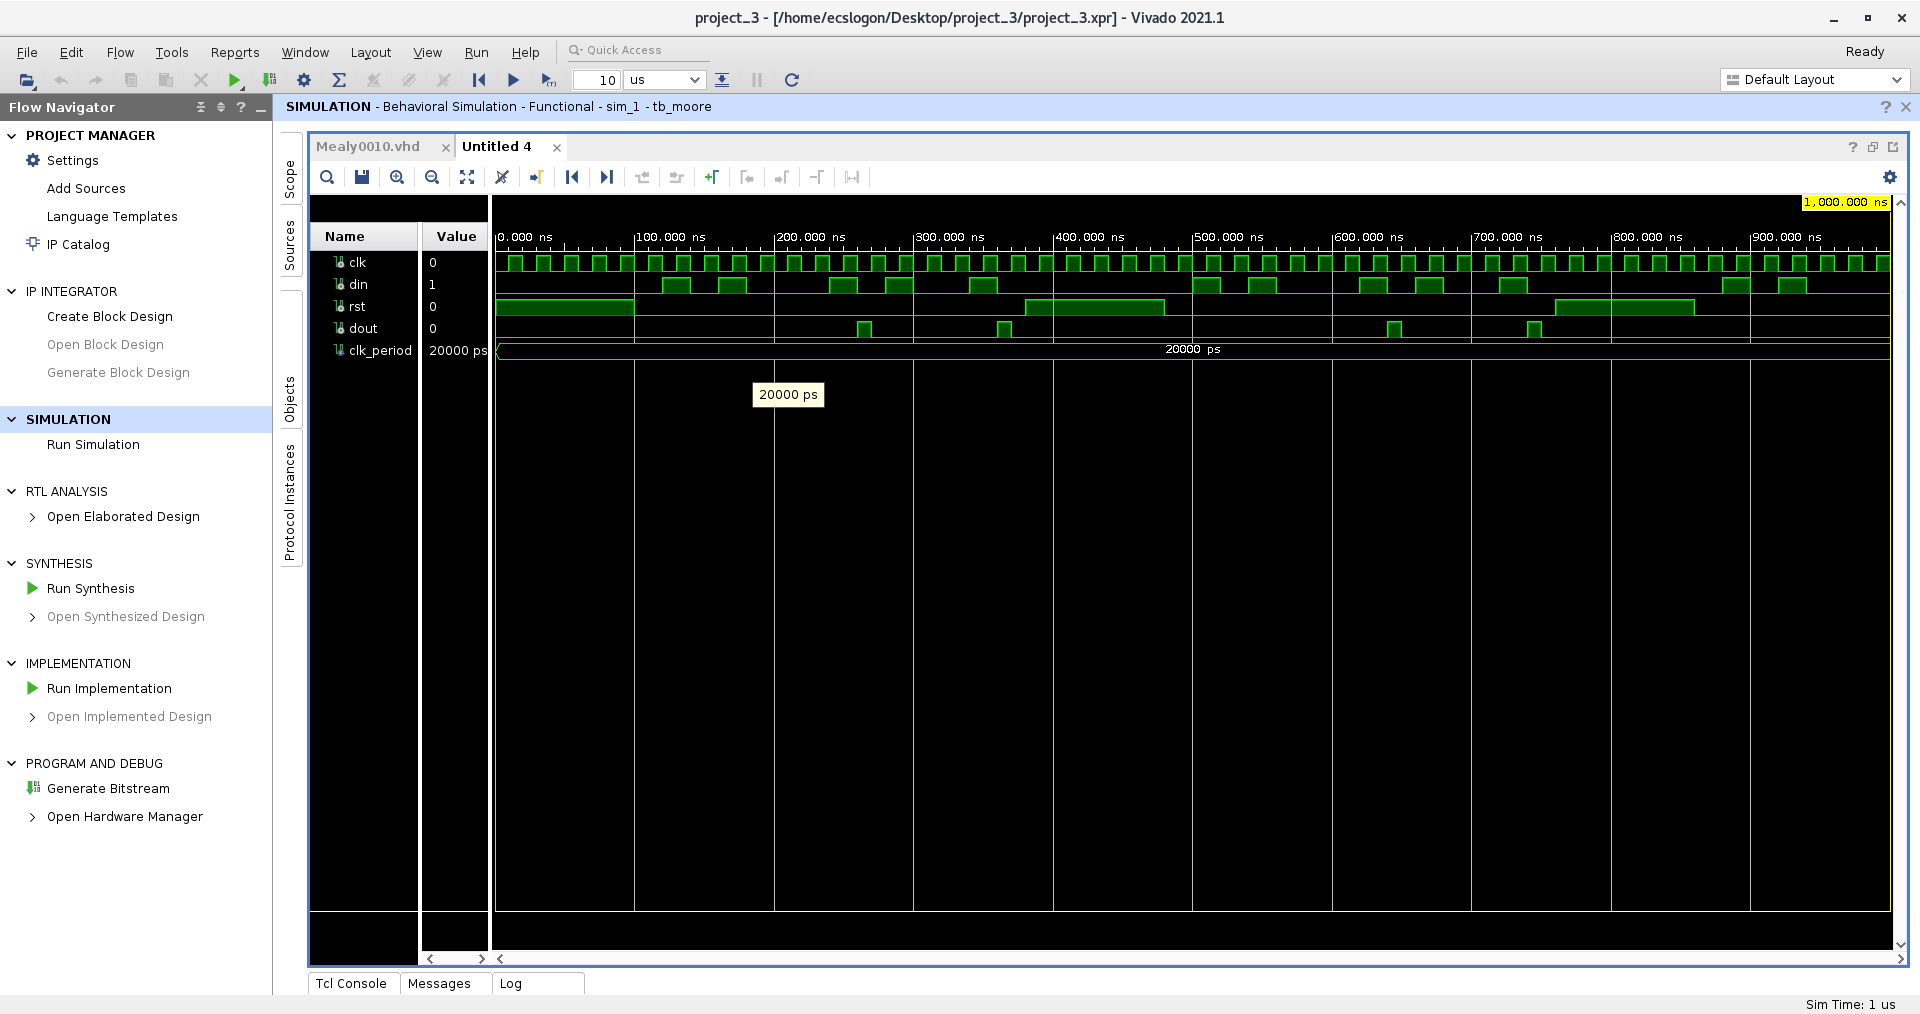 project_3 - [/home/ecslogon/Desktop/project_3/project_3.xpr] - Vivado 2021.1
File Edit Flow Tools Reports Window Layout View Run Help Quick Access Ready
10 us Default Layout
Flow Navigator
SIMULATION - Behavioral Simulation - Functional - sim_1 - tb_moore
PROJECT MANAGER
Settings
Add Sources
Language Templates
IP Catalog
IP INTEGRATOR
Create Block Design
Open Block Design
Generate Block Design
SIMULATION
Run Simulation
RTL ANALYSIS
Open Elaborated Design
SYNTHESIS
Run Synthesis
Open Synthesized Design
IMPLEMENTATION
Run Implementation
Open Implemented Design
PROGRAM AND DEBUG
Generate Bitstream
Open Hardware Manager
Scope
Sources
Objects
Protocol Instances
Mealy0010.vhd Untitled 4
1,000.000 ns
Name Value 0.000 ns 100.000 ns 200.000 ns 300.000 ns 400.000 ns 500.000 ns 600.000 ns 700.000 ns 800.000 ns 900.000 ns
clk 0
din 1
rst 0
dout 0
clk_period 20000 ps 20000 ps
20000 ps
Tcl Console Messages Log
Sim Time: 1 us